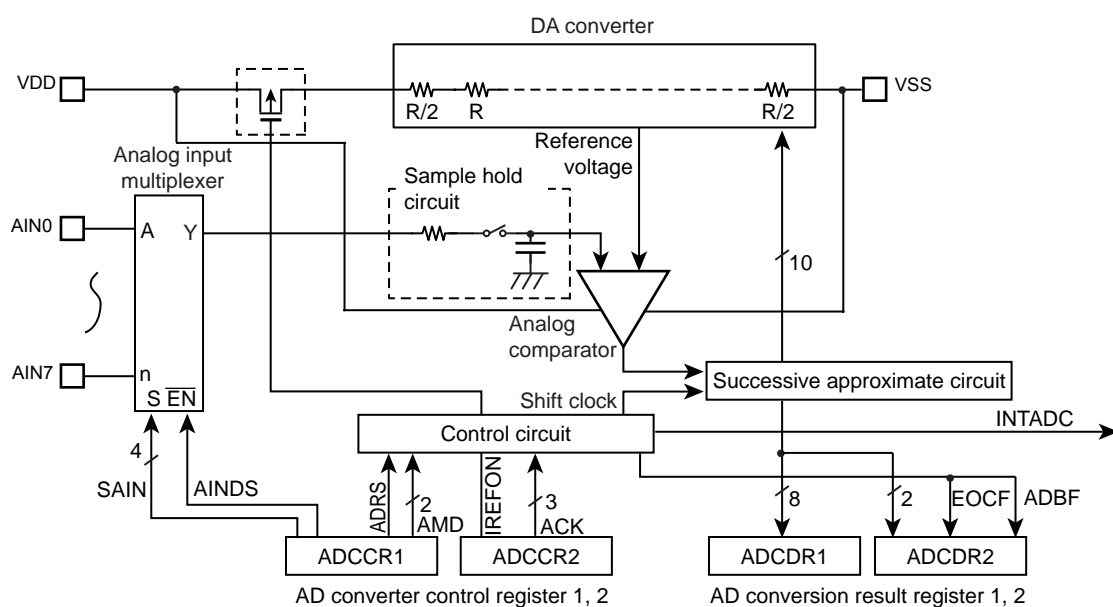 DA converter
VDD
VSS
R/2
R
R/2
Analog input
multiplexer
Reference
voltage
Sample hold
circuit
AIN0
A
Y
10
Analog
comparator
AIN7
n
S EN
Successive approximate circuit
Shift clock
Control circuit
INTADC
4
SAIN
AINDS
ADRS
2
AMD
IREFON
3
ACK
8
2
EOCF
ADBF
ADCCR1
ADCCR2
ADCDR1
ADCDR2
AD converter control register 1, 2
AD conversion result register 1, 2